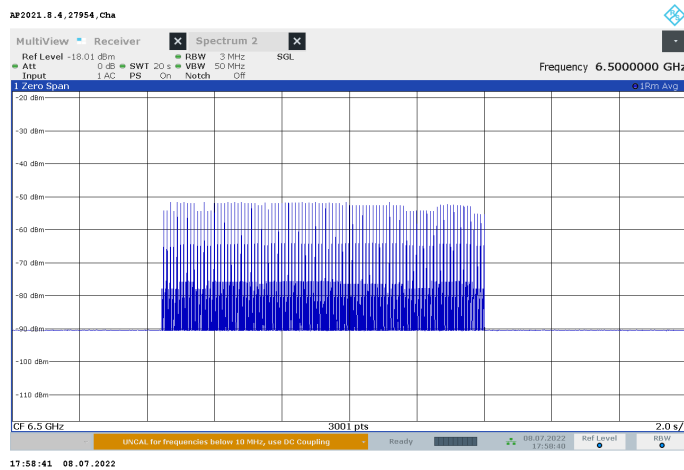 AP2021.8.4,27954,Cha
MultiView Receiver X Spectrum 2 X
Ref Level -18.01 dBm RBW 3 MHz SGL
Att 0 dB SWT 20 s VBW 50 MHz Frequency 6.5000000 GHz
Input 1 AC PS On Notch Off
1 Zero Span 1Rm Avg
-20 dBm
-30 dBm
-40 dBm
-50 dBm
-60 dBm
-70 dBm
-80 dBm
-90 dBm
-100 dBm
-110 dBm
CF 6.5 GHz 3001 pts 2.0 s/
UNCAL for frequencies below 10 MHz, use DC Coupling Ready 08.07.2022 Ref Level RBW
17:58:40
17:58:41 08.07.2022